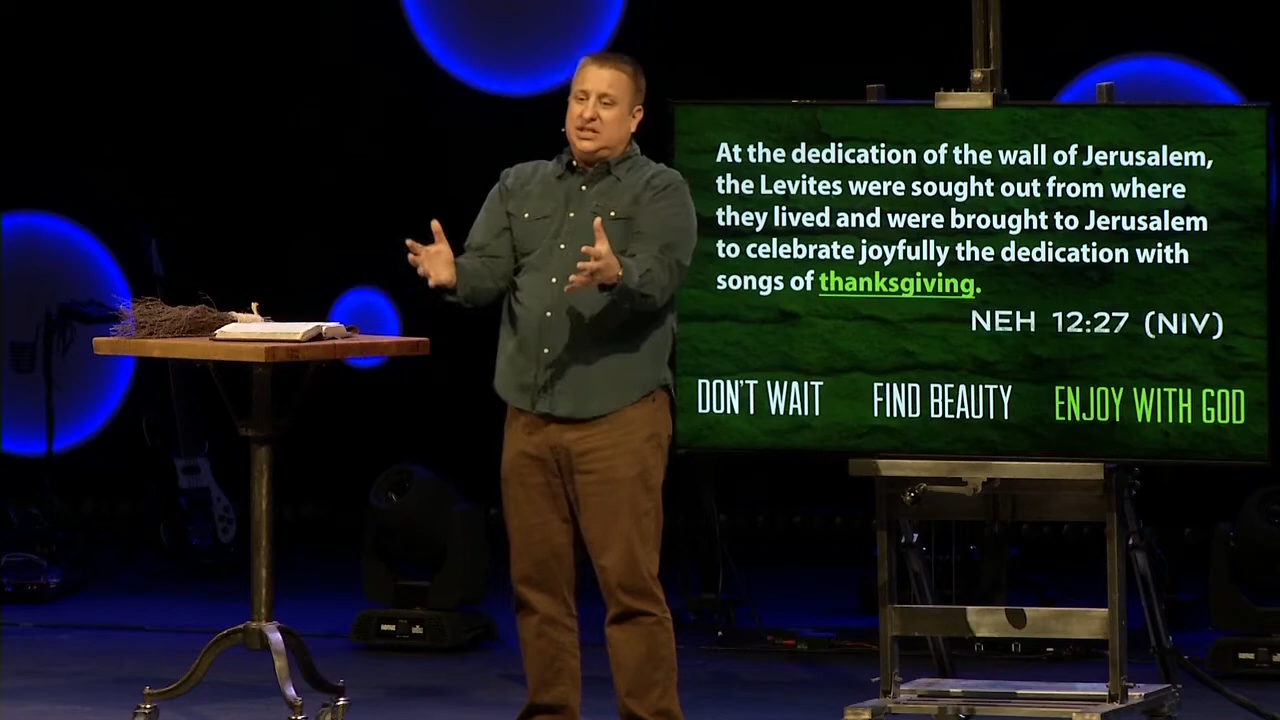 At the dedication of the wall of Jerusalem,
the Levites were sought out from where
they lived and were brought to Jerusalem
to celebrate joyfully the dedication with
songs of thanksgiving.
NEH 12:27 (NIV)
DON'T WAIT FIND BEAUTY ENJOY WITH GOD